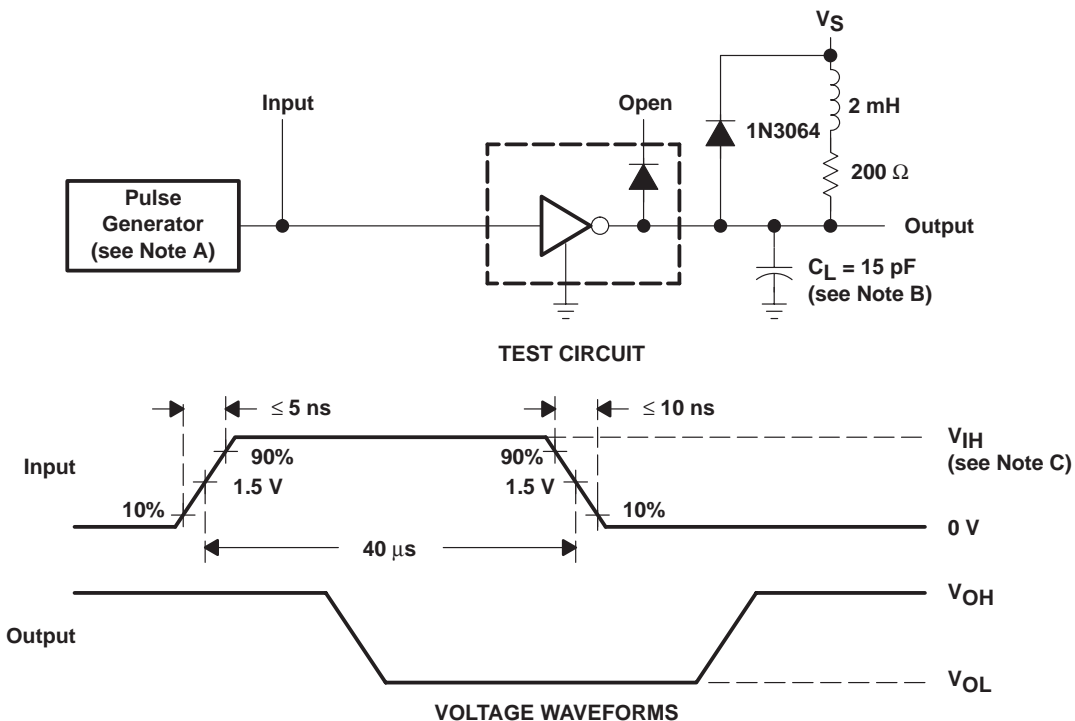 VS
Input
Open
1N3064
2 mH
200 Ω
Pulse
Generator
(see Note A)
Output
CL = 15 pF
(see Note B)
TEST CIRCUIT
≤ 5 ns
≤ 10 ns
Input
90%
90%
VIH
(see Note C)
1.5 V
1.5 V
10%
10%
0 V
40 μs
VOH
Output
VOL
VOLTAGE WAVEFORMS